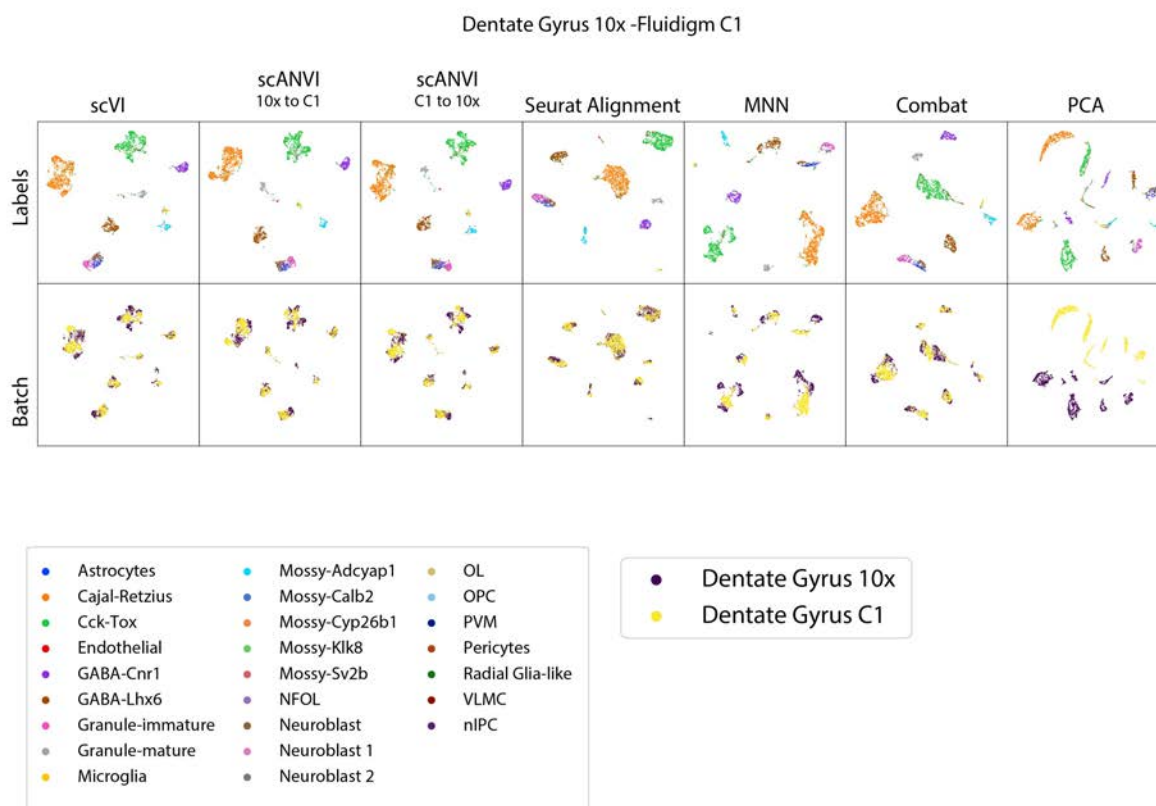 Dentate Gyrus 10x -Fluidigm C1
scVI
scANVI
10x to C1
scANVI
C1 to 10x
Seurat Alignment
MNN
Combat
PCA
Labels
Batch
Astrocytes
Cajal-Retzius
Cck-Tox
Endothelial
GABA-Cnr1
GABA-Lhx6
Granule-immature
Granule-mature
Microglia
Mossy-Adcyap1
Mossy-Calb2
Mossy-Cyp26b1
Mossy-Klk8
Mossy-Sv2b
NFOL
Neuroblast
Neuroblast 1
Neuroblast 2
OL
OPC
PVM
Pericytes
Radial Glia-like
VLMC
nIPC
Dentate Gyrus 10x
Dentate Gyrus C1